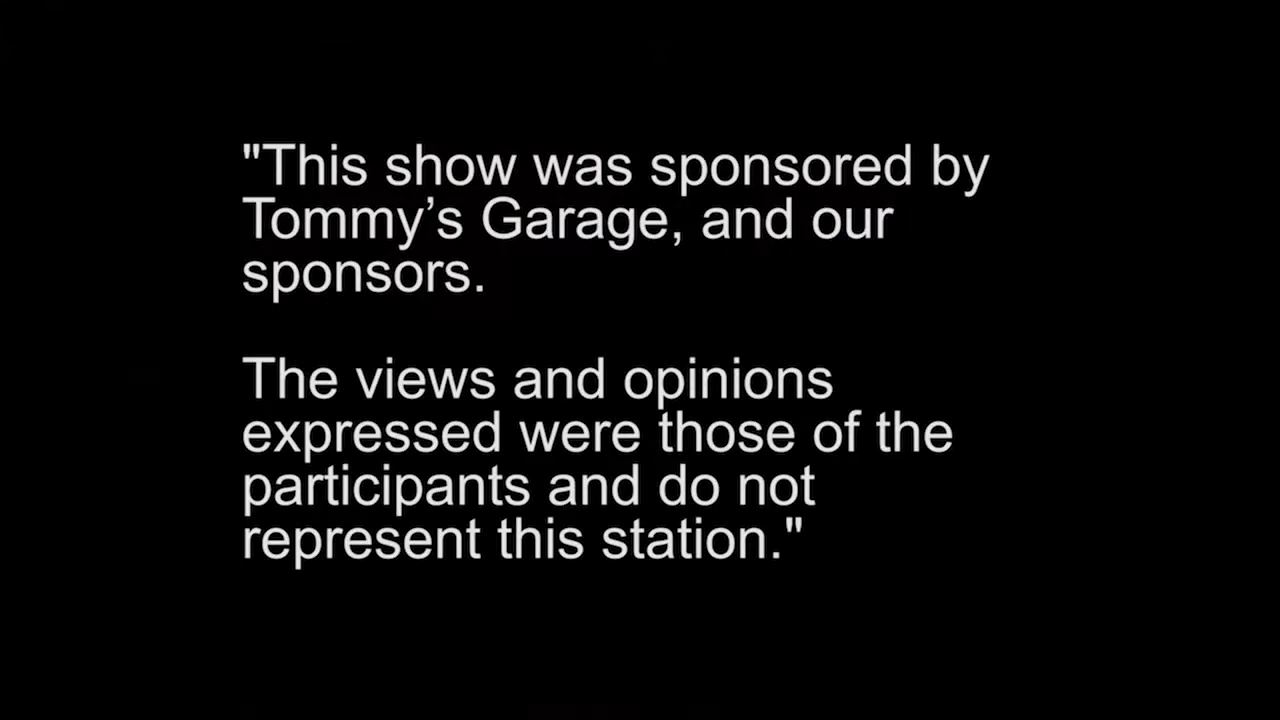 "This show was sponsored by
Tommy’s Garage, and our
sponsors.
The views and opinions
expressed were those of the
participants and do not
represent this station."